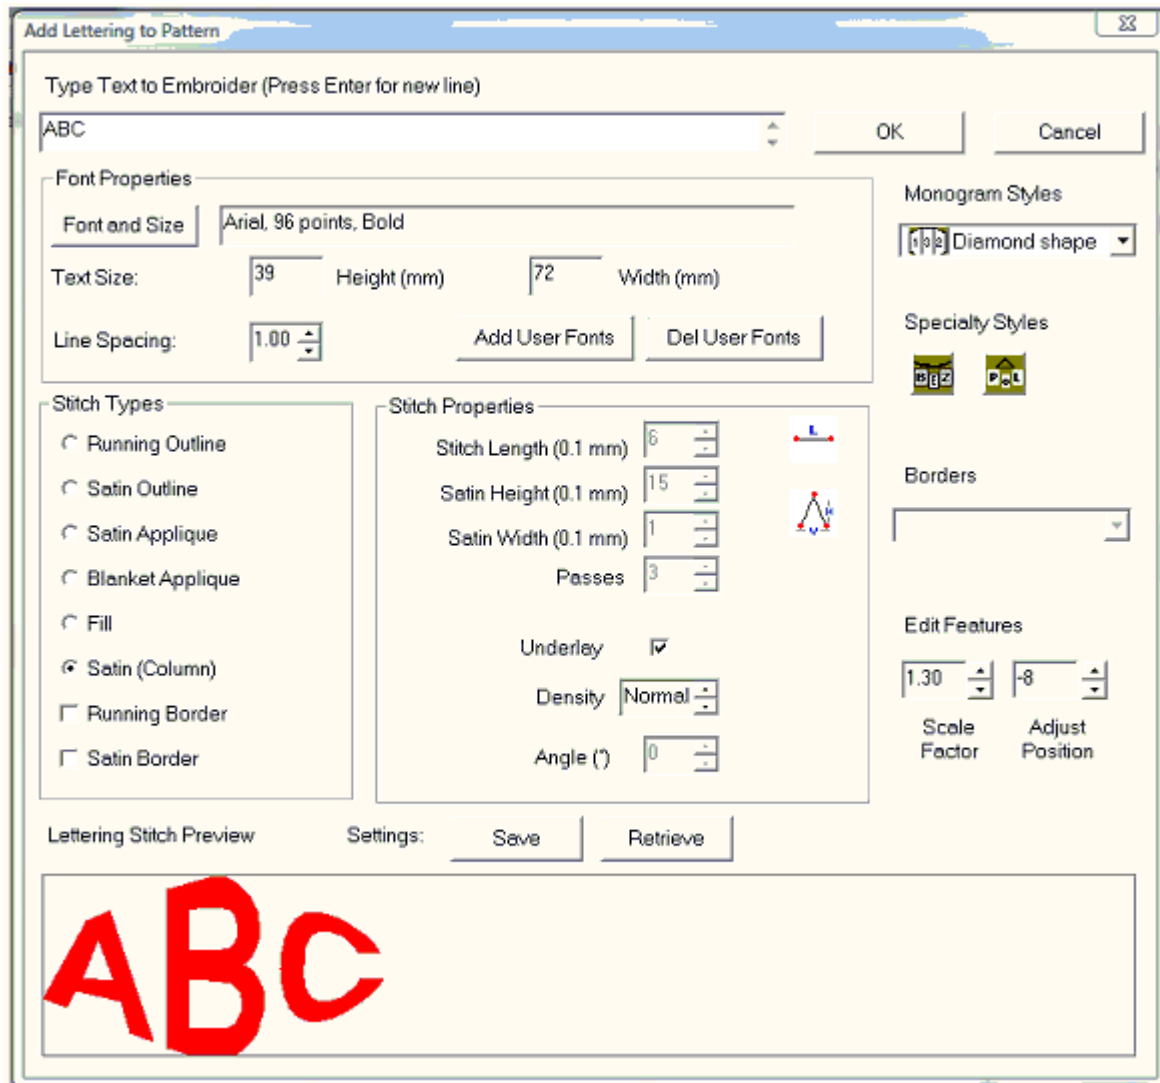 Add Lettering to Pattern
Type Text to Embroider (Press Enter for new line)
ABC
OK
Cancel
Font Properties
Font and Size
Arial, 96 points, Bold
Text Size:
39
Height (mm)
72
Width (mm)
Line Spacing:
1.00
Add User Fonts
Del User Fonts
Monogram Styles
1 3 2 Diamond shape
Specialty Styles
BEZ
POL
Stitch Types
Running Outline
Satin Outline
Satin Applique
Blanket Applique
Fill
Satin (Column)
Running Border
Satin Border
Stitch Properties
Stitch Length (0.1 mm) 6
L
Satin Height (0.1 mm) 15
Satin Width (0.1 mm) 1
Passes 3
Underlay
Density Normal
Angle (°) 0
Borders
Edit Features
1.30
-8
Scale Factor
Adjust Position
Lettering Stitch Preview
Settings:
Save
Retrieve
ABC